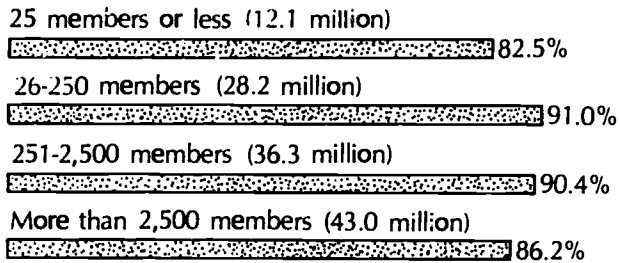 25 members or less (12.1 million)
82.5%
26-250 members (28.2 million)
91.0%
251-2,500 members (36.3 million)
90.4%
More than 2,500 members (43.0 million)
86.2%